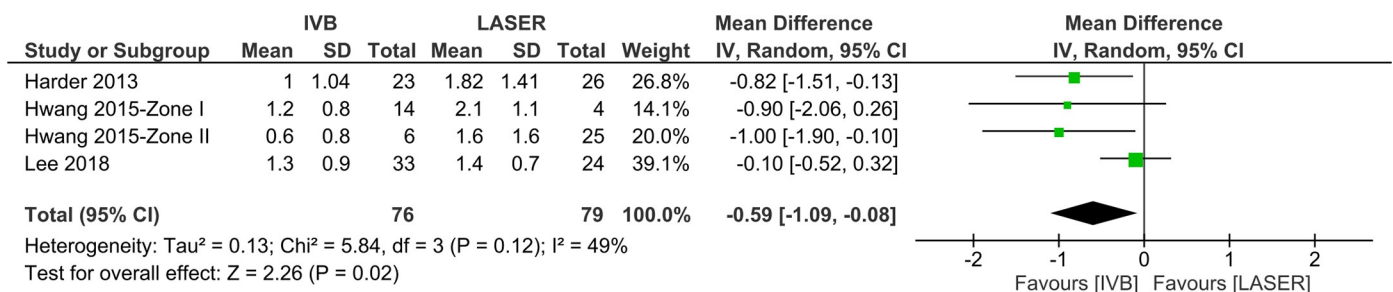 IVB LASER Mean Difference Mean Difference
Study or Subgroup Mean SD Total Mean SD Total Weight IV, Random, 95% CI IV, Random, 95% CI
Harder 2013 1 1.04 23 1.82 1.41 26 26.8% -0.82 [-1.51, -0.13]
Hwang 2015-Zone I 1.2 0.8 14 2.1 1.1 4 14.1% -0.90 [-2.06, 0.26]
Hwang 2015-Zone II 0.6 0.8 6 1.6 1.6 25 20.0% -1.00 [-1.90, -0.10]
Lee 2018 1.3 0.9 33 1.4 0.7 24 39.1% -0.10 [-0.52, 0.32]
Total (95% CI) 76 79 100.0% -0.59 [-1.09, -0.08]
Heterogeneity: Tau² = 0.13; Chi² = 5.84, df = 3 (P = 0.12); I² = 49%
Test for overall effect: Z = 2.26 (P = 0.02)
-2 -1 0 1 2
Favours [IVB] Favours [LASER]